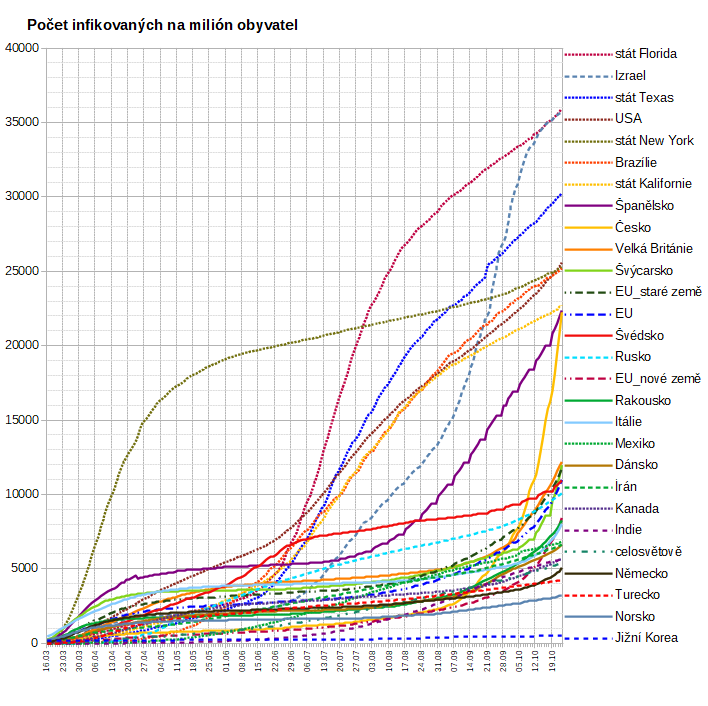 Počet infikovaných na milión obyvatel
40000
35000
30000
25000
20000
15000
10000
5000
0
16.03
23.03
30.03
06.04
13.04
20.04
27.04
04.05
11.05
18.05
25.05
01.06
08.06
15.06
22.06
29.06
06.07
13.07
20.07
27.07
03.08
10.08
17.08
24.08
31.08
07.09
14.09
21.09
28.09
05.10
12.10
19.10
stát Florida
Izrael
stát Texas
USA
stát New York
Brazílie
stát Kalifornie
Španělsko
Česko
Velká Británie
Švýcarsko
EU_staré země
EU
Švédsko
Rusko
EU_nové země
Rakousko
Itálie
Mexiko
Dánsko
Írán
Kanada
Indie
celosvětově
Německo
Turecko
Norsko
Jižní Korea